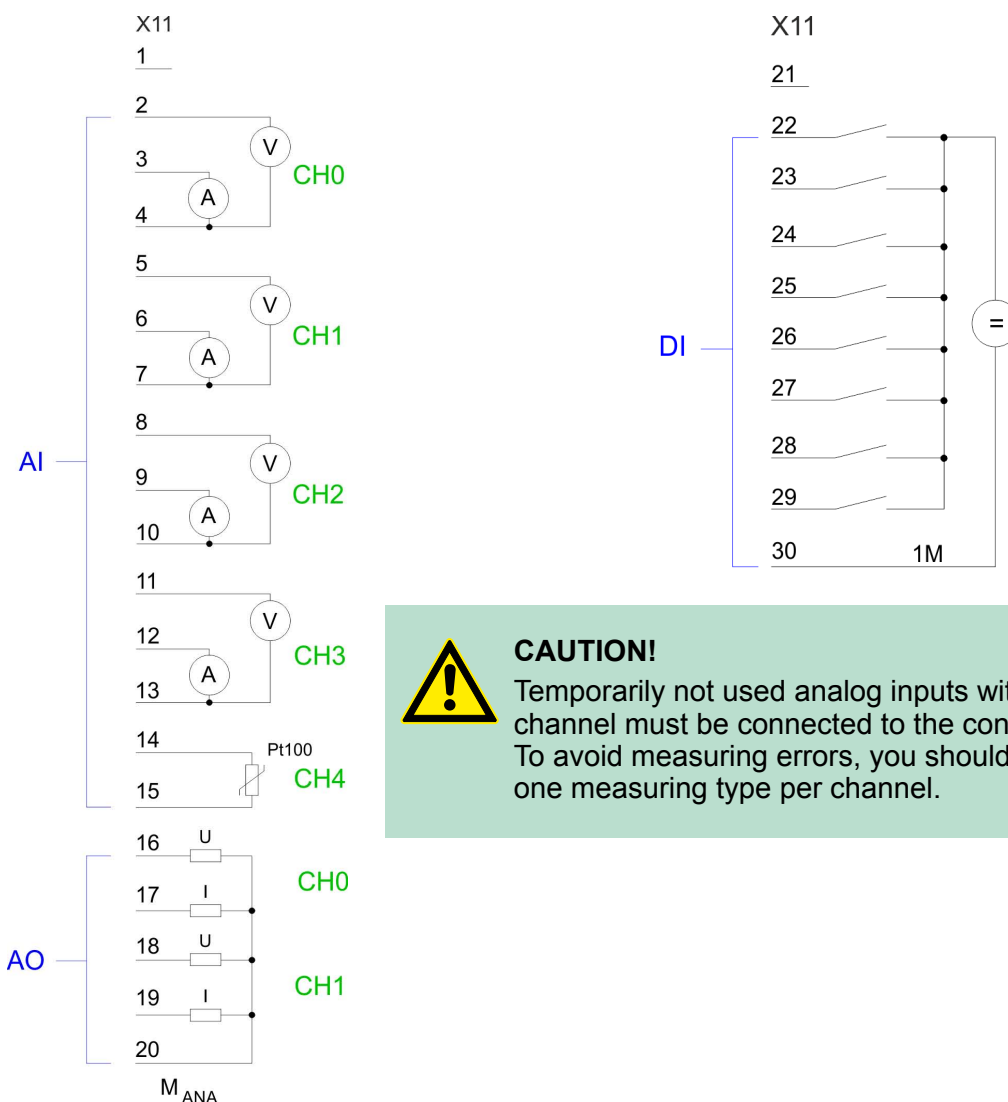 X11
1
2
V
3
CH0
A
4
5
V
6
CH1
A
7
8
AI
V
9
CH2
A
10
11
V
12
CH3
A
13
14
Pt100
CH4
15
16
U
CH0
17
I
18
U
AO
CH1
19
I
20
M ANA
X11
21
22
23
24
25
=
26
DI
27
28
29
30
1M
CAUTION!
Temporarily not used analog inputs
channel must be connected to the
To avoid measuring errors, you should
one measuring type per channel.